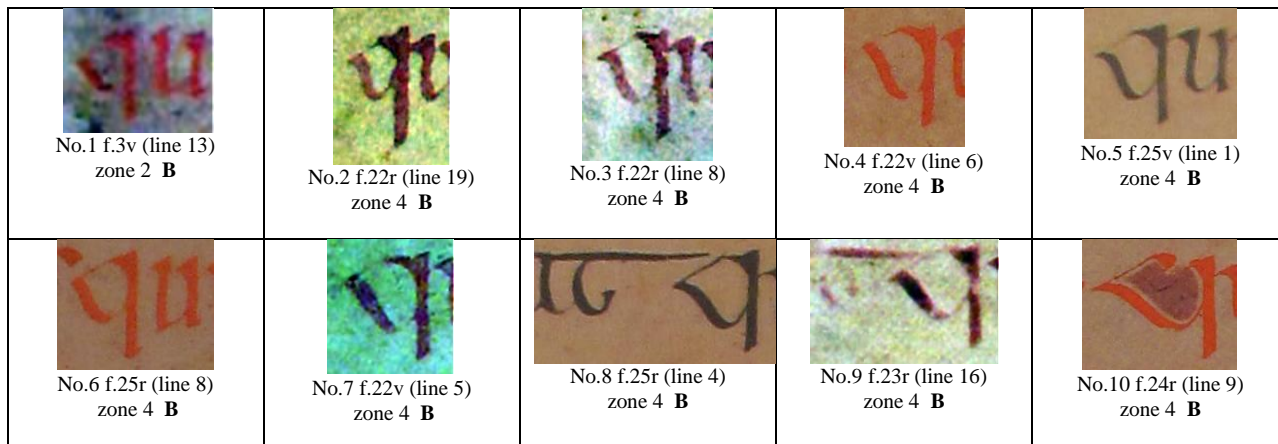 No.1 f.3v (line 13)
zone 2 B
No.2 f.22r (line 19)
zone 4 B
No.3 f.22r (line 8)
zone 4 B
No.4 f.22v (line 6)
zone 4 B
No.5 f.25v (line 1)
zone 4 B
No.6 f.25r (line 8)
zone 4 B
No.7 f.22v (line 5)
zone 4 B
No.8 f.25r (line 4)
zone 4 B
No.9 f.23r (line 16)
zone 4 B
No.10 f.24r (line 9)
zone 4 B